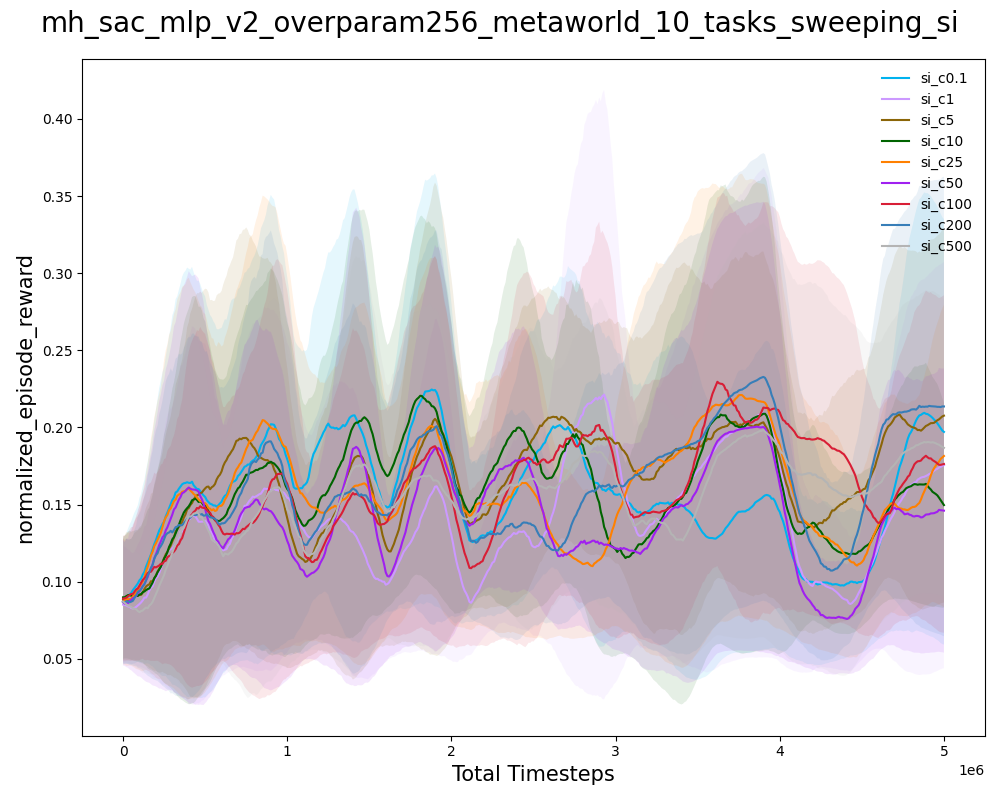 mh_sac_mlp_v2_overparam256_metaworld_10_tasks_sweeping_si
si_c0.1
si_c1
si_c5
si_c10
si_c25
si_c50
si_c100
si_c200
si_c500
normalized_episode_reward
0.40
0.35
0.30
0.25
0.20
0.15
0.10
0.05
0 1 2 3 4 5
1e6
Total Timesteps